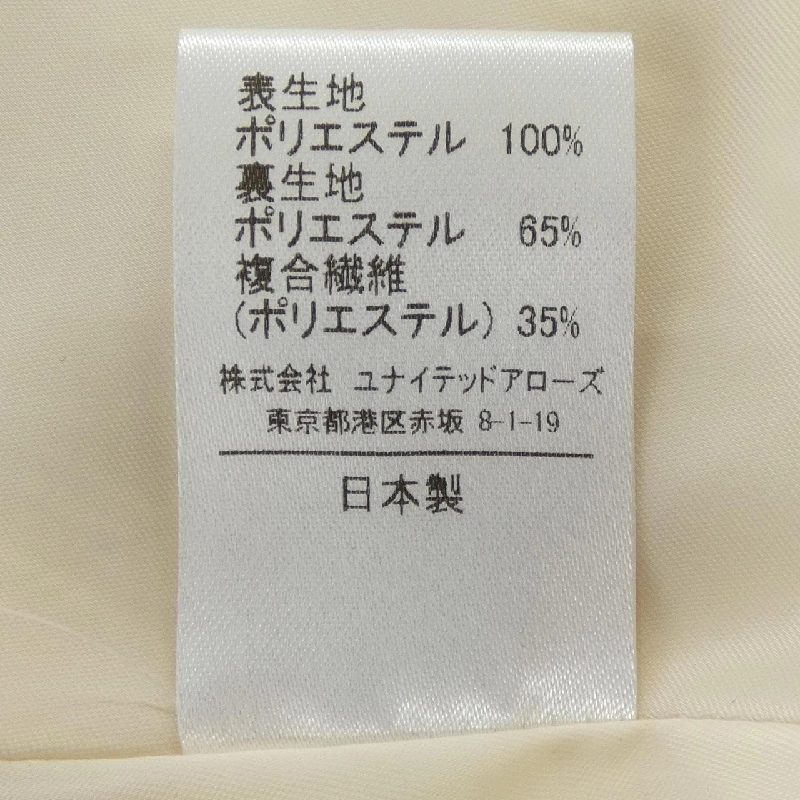 表生地
ポリエステル 100%
裏生地
ポリエステル 65%
複合繊維
(ポリエステル) 35%
株式会社 ユナイテッドアローズ
東京都港区赤坂 8-1-19
日本製